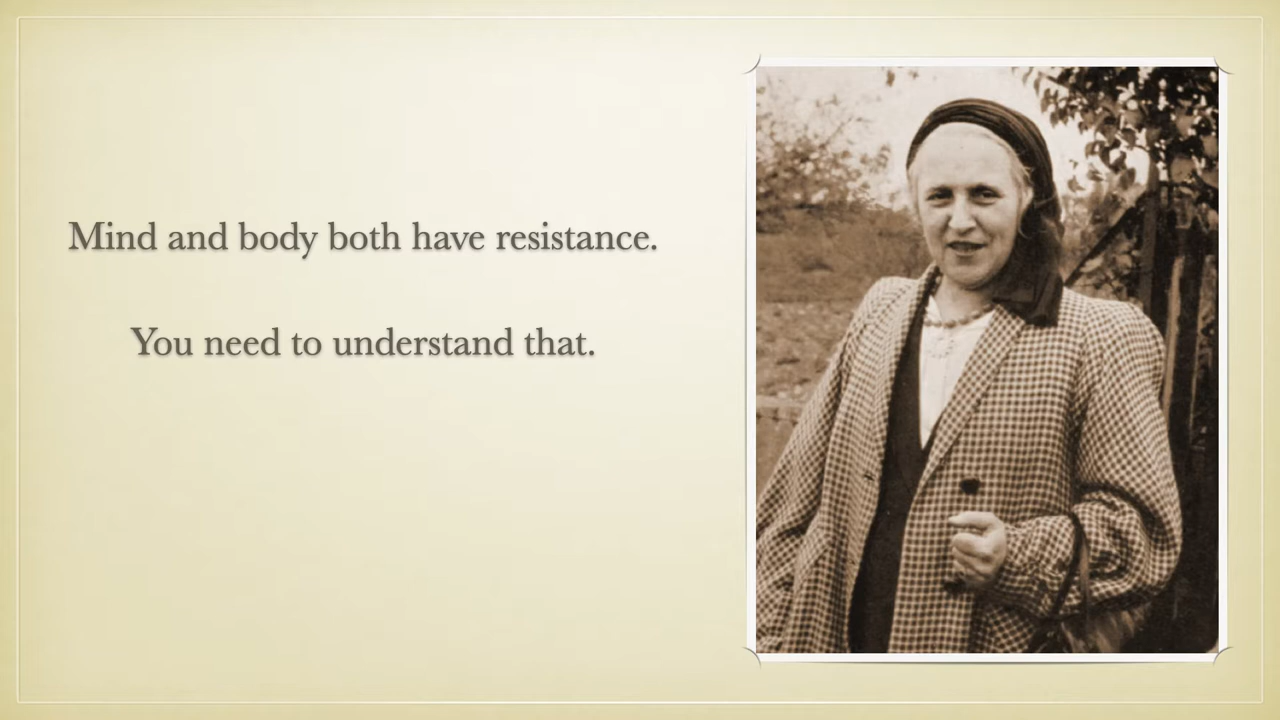 Mind and body both have resistance.
You need to understand that.